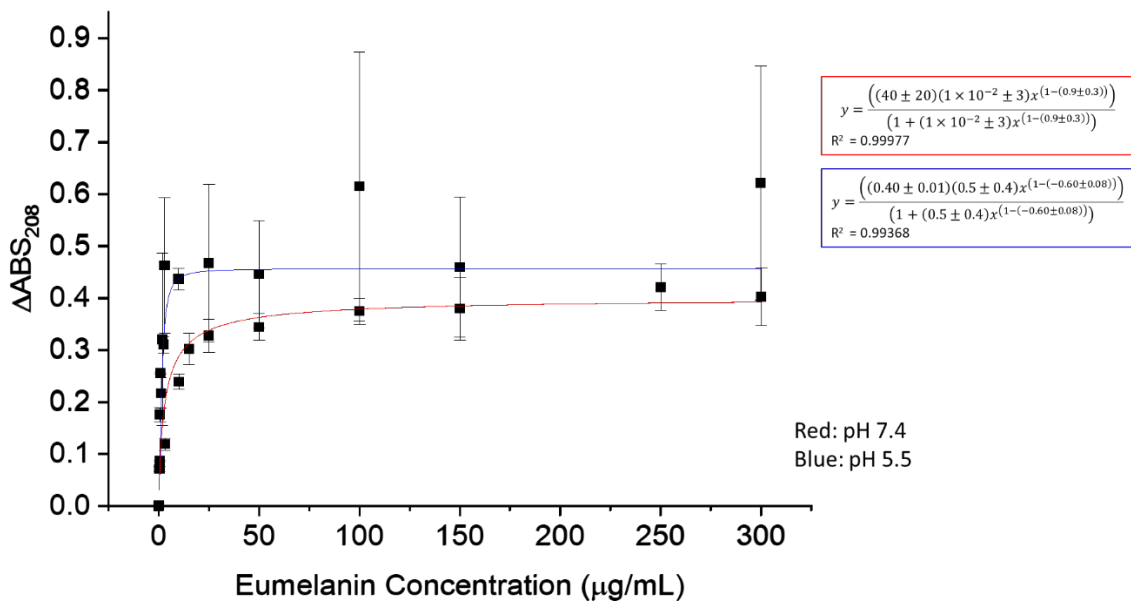 0.9
0.8
0.7
0.6
0.5
0.4
0.3
0.2
0.1
0.0
ΔABS₂₀₈
0 50 100 150 200 250 300
Eumelanin Concentration (μg/mL)
y = ((40 ± 20)(1 × 10⁻² ± 3)x^(1−(0.9±0.3))) / (1 + (1 × 10⁻² ± 3)x^(1−(0.9±0.3)))
R² = 0.99977
y = ((0.40 ± 0.01)(0.5 ± 0.4)x^(1−(−0.60±0.08))) / (1 + (0.5 ± 0.4)x^(1−(−0.60±0.08)))
R² = 0.99368
Red: pH 7.4
Blue: pH 5.5